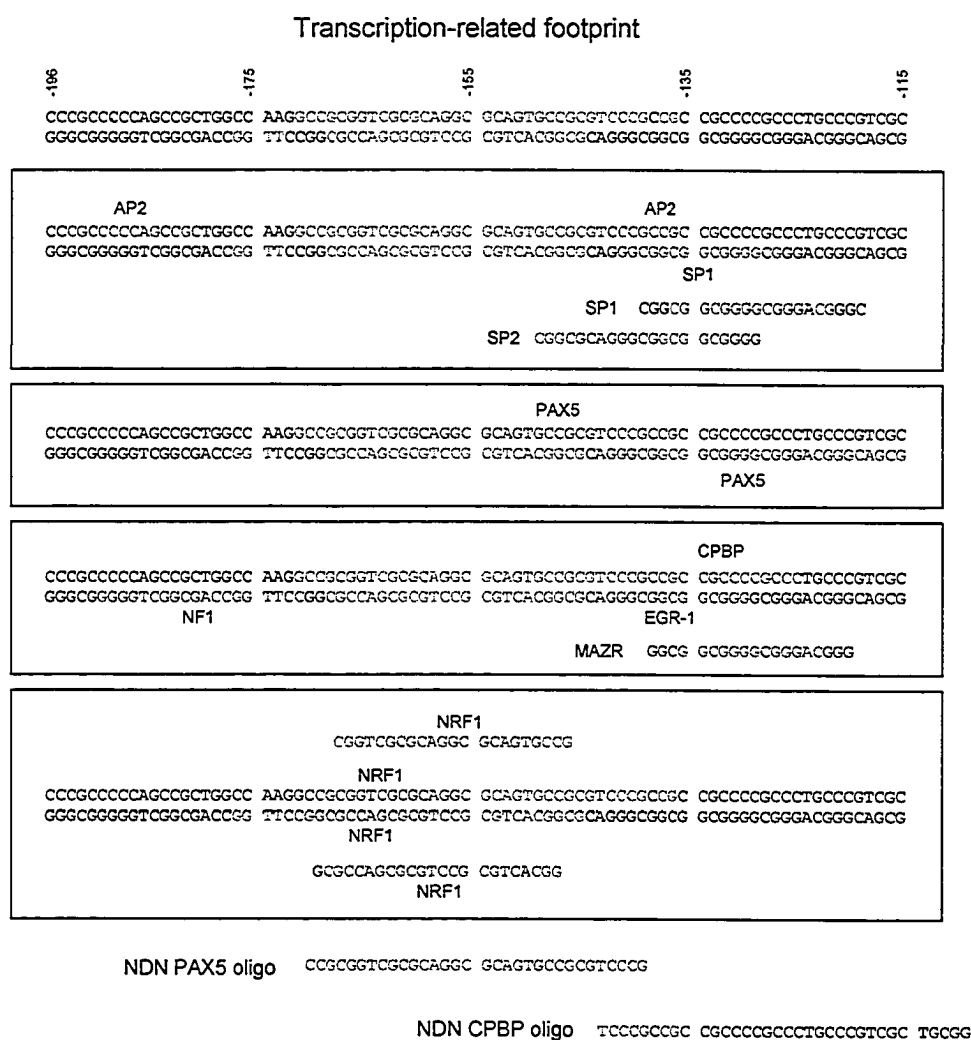 Transcription-related footprint
-196 -175 -155 -135 -115
CCCGCCCCCAGCCGCTGGCC AAGGCCGCGGTCGCGCAGGC GCAGTGCCGCGTCCCGCCGC CGCCCCGCCCTGCCCGTCGC
GGGCGGGGGTCGGCGACCGG TTCCGGCGCCAGCGCGTCCG CGTCACGGCGCAGGGCGGCG GCGGGGCGGGACGGGCAGCG
AP2 AP2
CCCGCCCCCAGCCGCTGGCC AAGGCCGCGGTCGCGCAGGC GCAGTGCCGCGTCCCGCCGC CGCCCCGCCCTGCCCGTCGC
GGGCGGGGGTCGGCGACCGG TTCCGGCGCCAGCGCGTCCG CGTCACGGCGCAGGGCGGCG GCGGGGCGGGACGGGCAGCG
SP1
SP1 CGGCG GCGGGGCGGGACGGGC
SP2 CGGCGCAGGGCGGCG GCGGGG
PAX5
CCCGCCCCCAGCCGCTGGCC AAGGCCGCGGTCGCGCAGGC GCAGTGCCGCGTCCCGCCGC CGCCCCGCCCTGCCCGTCGC
GGGCGGGGGTCGGCGACCGG TTCCGGCGCCAGCGCGTCCG CGTCACGGCGCAGGGCGGCG GCGGGGCGGGACGGGCAGCG
PAX5
CPBP
CCCGCCCCCAGCCGCTGGCC AAGGCCGCGGTCGCGCAGGC GCAGTGCCGCGTCCCGCCGC CGCCCCGCCCTGCCCGTCGC
GGGCGGGGGTCGGCGACCGG TTCCGGCGCCAGCGCGTCCG CGTCACGGCGCAGGGCGGCG GCGGGGCGGGACGGGCAGCG
NF1 EGR-1
MAZR GGCG GCGGGGCGGGACGGG
NRF1
CGGTCGCGCAGGC GCAGTGCCG
NRF1
CCCGCCCCCAGCCGCTGGCC AAGGCCGCGGTCGCGCAGGC GCAGTGCCGCGTCCCGCCGC CGCCCCGCCCTGCCCGTCGC
GGGCGGGGGTCGGCGACCGG TTCCGGCGCCAGCGCGTCCG CGTCACGGCGCAGGGCGGCG GCGGGGCGGGACGGGCAGCG
NRF1
GCGCCAGCGCGTCCG CGTCACGG
NRF1
NDN PAX5 oligo CCGCGGTCGCGCAGGC GCAGTGCCGCGTCCCG
NDN CPBP oligo TCCCGCCGC CGCCCCGCCCTGCCCGTCGC TGCGG